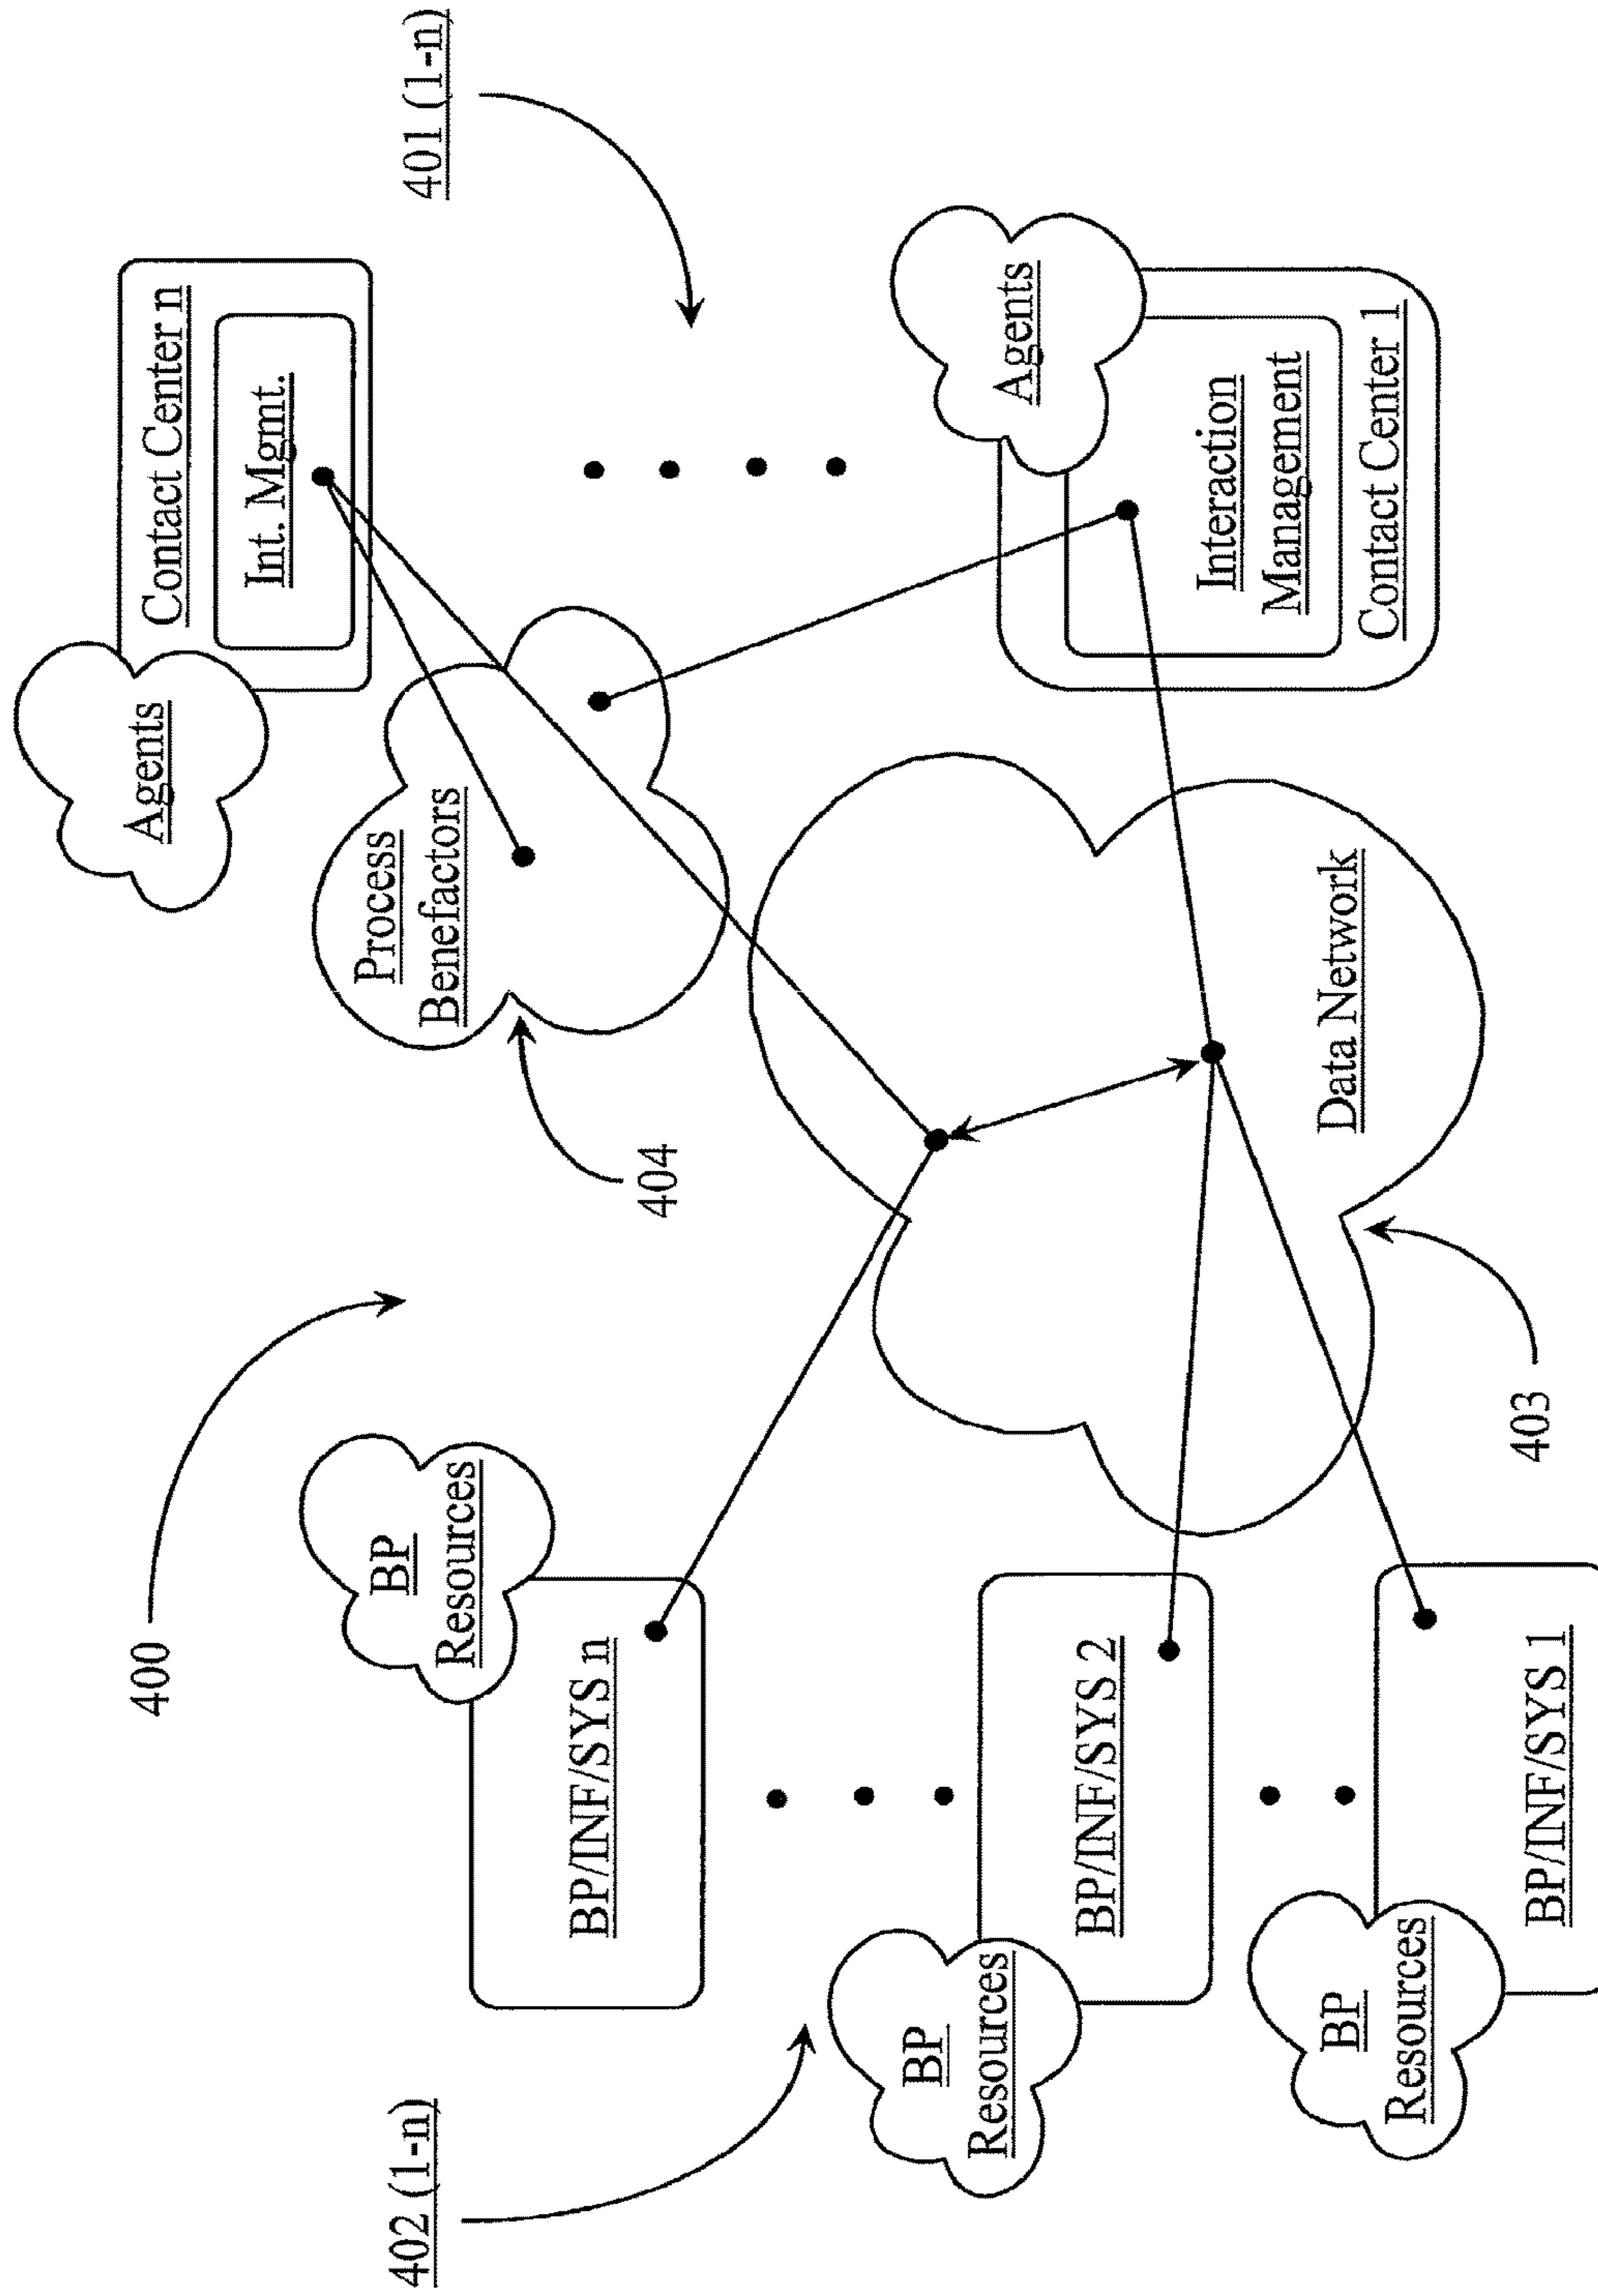 400
402 (1-n)
BP
Resources
BP/INF/SYS n
BP
Resources
BP/INF/SYS 2
BP
Resources
BP/INF/SYS 1
Agents
Contact Center n
Int. Mgmt.
401 (1-n)
Process
Benefactors
404
Agents
Interaction
Management
Contact Center 1
Data Network
403